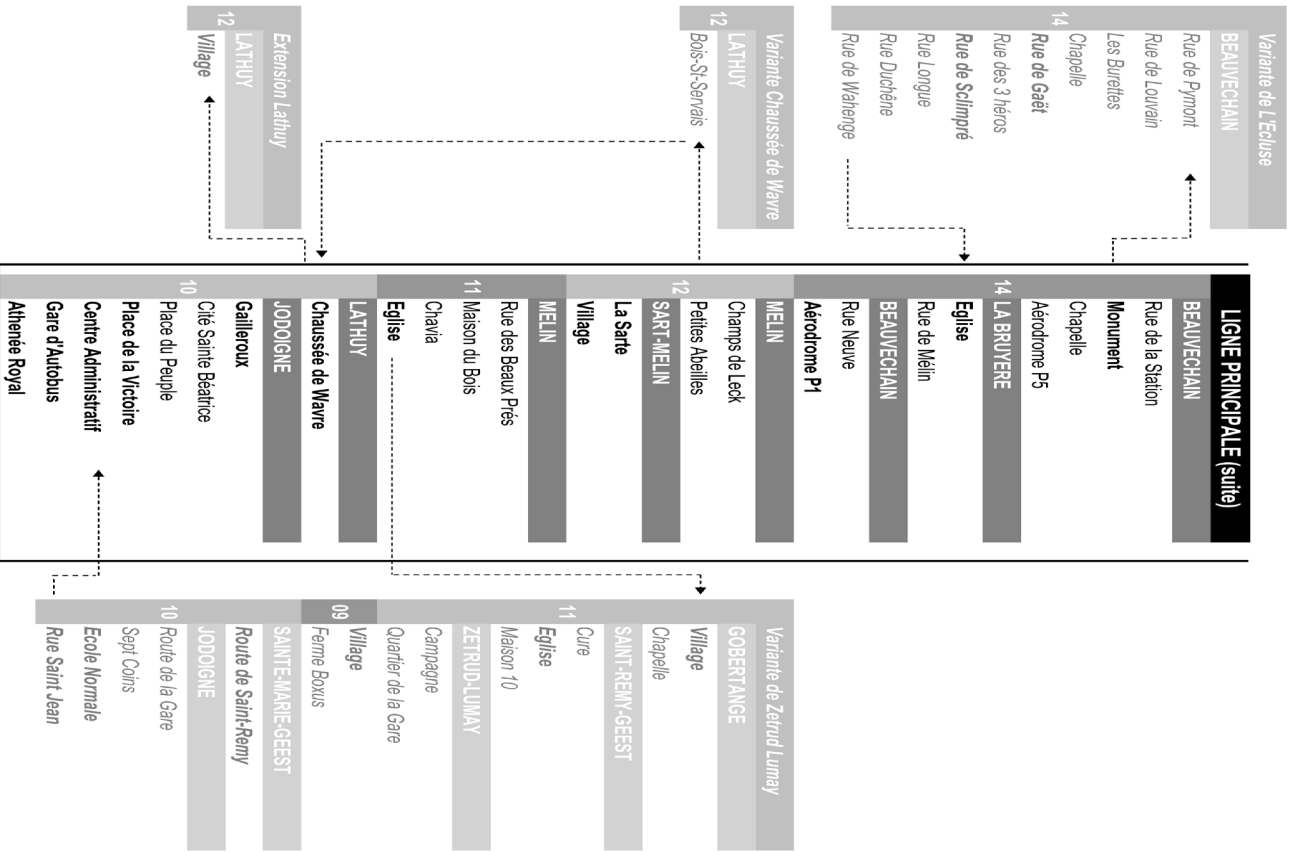 Variante de L'Ecluse
BEAUVECHAIN
14
Rue de Pymont
Rue de Louvain
Les Burettes
Chapelle
Rue de Gaët
Rue des 3 héros
Rue de Sclimpré
Rue Longue
Rue Duchêne
Rue de Wahenge
Variante Chaussée de Wavre
LATHUY
12
Bois-St-Servais
Extension Lathuy
LATHUY
12
Village
LIGNE PRINCIPALE (suite)
BEAUVECHAIN
14
Rue de la Station
Monument
Chapelle
Aérodrome P5
LA BRUYERE
Eglise
Rue de Mélin
BEAUVECHAIN
Rue Neuve
Aérodrome P1
MELIN
12
Champs de Leck
Petites Abeilles
SART-MELIN
La Sarte
Village
MELIN
11
Rue des Beaux Prés
Maison du Bois
Chavia
Eglise
LATHUY
10
Chaussée de Wavre
JODOIGNE
Gailleroux
Cité Sainte Béatrice
Place du Peuple
Place de la Victoire
Centre Administratif
Gare d'Autobus
Athenée Royal
Variante de Zetrud Lumay
GOBERTANGE
11
Village
Chapelle
SAINT-REMY-GEEST
Cure
Eglise
Maison 10
ZETRUD-LUMAY
Campagne
Quartier de la Gare
09
Village
Ferme Boxus
SAINTE-MARIE-GEEST
10
Route de Saint-Remy
JODOIGNE
Route de la Gare
Sept Coins
Ecole Normale
Rue Saint Jean